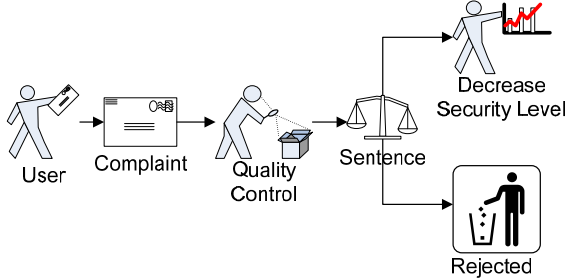 User
Complaint
Quality
Control
Sentence
Decrease
Security Level
Rejected